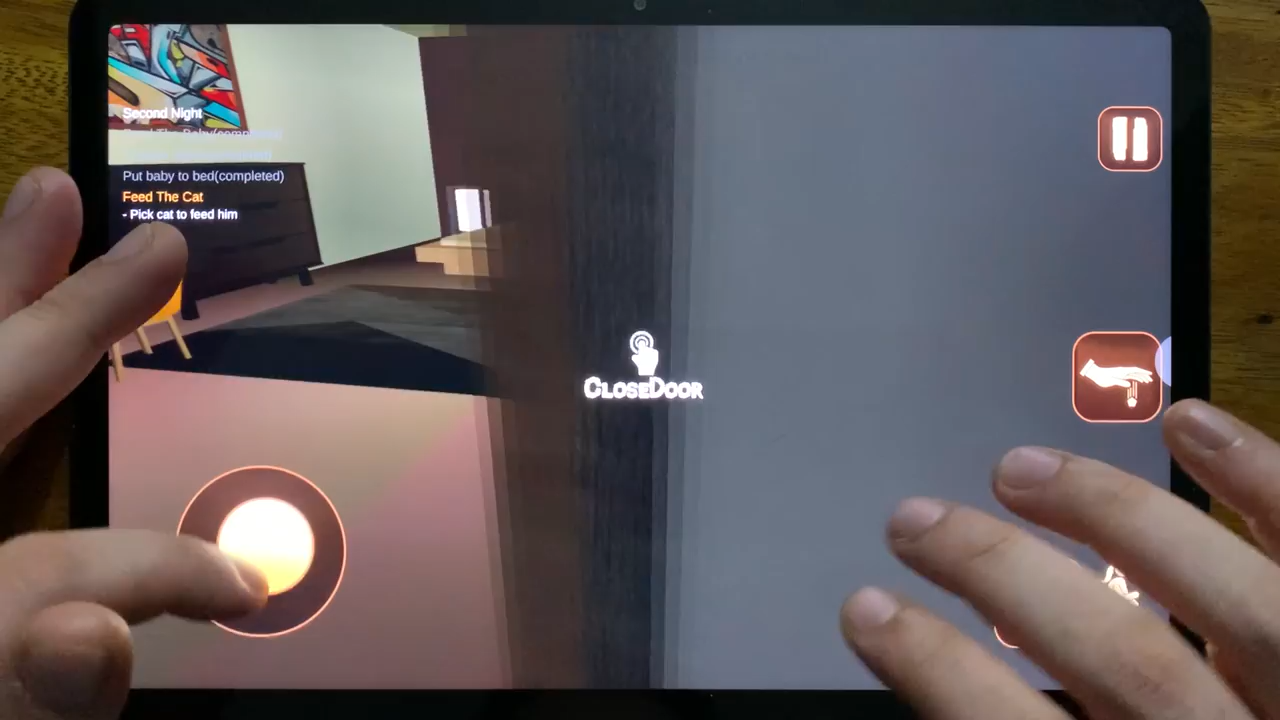 Second Night
Put baby to bed(completed)
Feed The Cat
- Pick cat to feed him
CLOSEDOOR